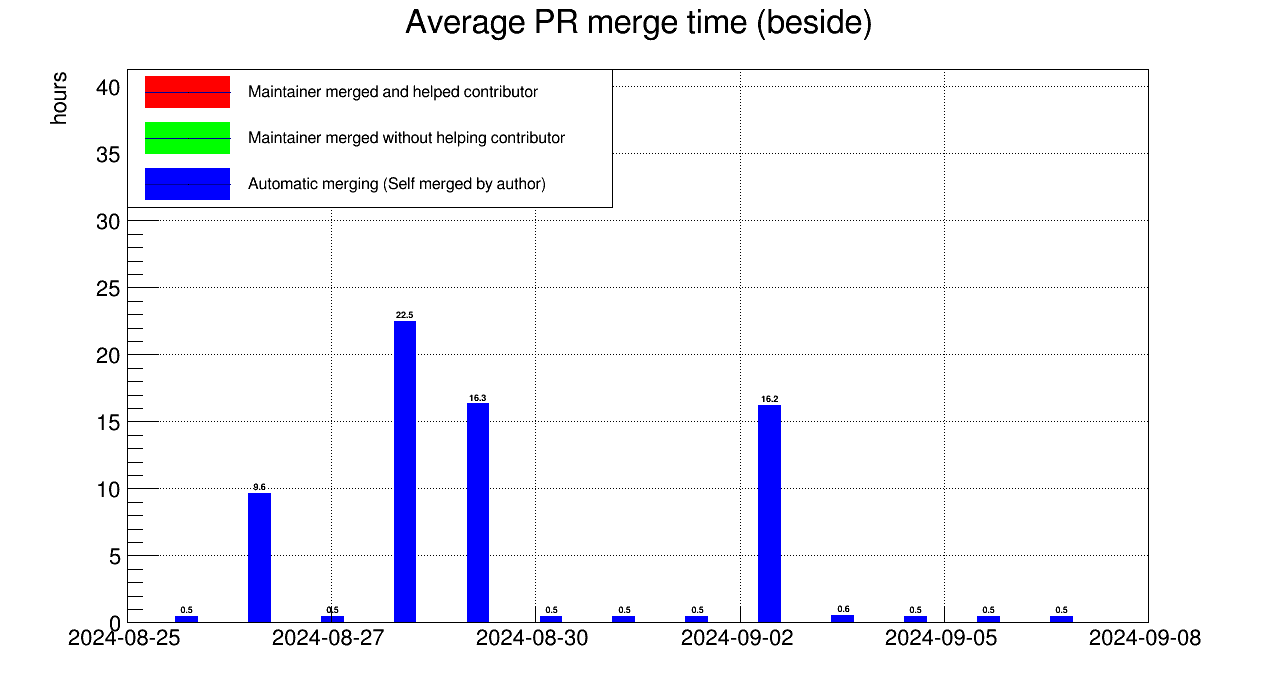 Average PR merge time (beside)
hours
40
35
30
25
20
15
10
5
0
Maintainer merged and helped contributor
Maintainer merged without helping contributor
Automatic merging (Self merged by author)
0.5 9.6 0.5 22.5 16.3 0.5 0.5 0.5 16.2 0.6 0.5 0.5 0.5
2024-08-25 2024-08-27 2024-08-30 2024-09-02 2024-09-05 2024-09-08